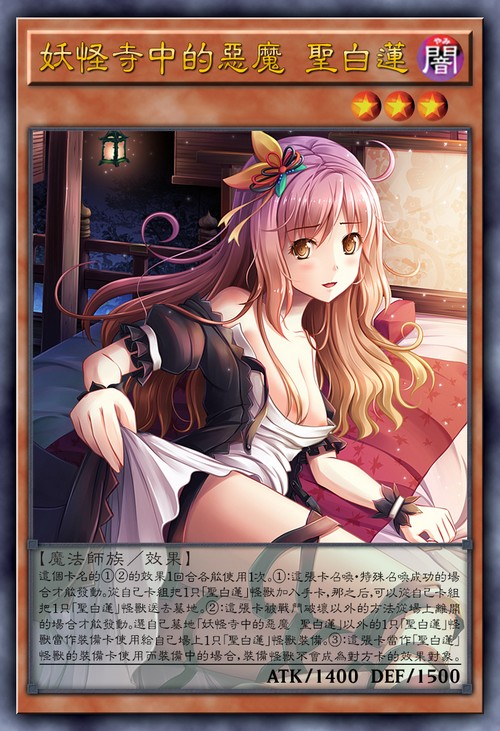 妖怪寺中的惡魔 聖白蓮
やみ
闇
【魔法師族／效果】
這個卡名的①②的效果1回合各能使用1次。①：這張卡召喚・特殊召喚成功的場
合才能發動。從自己卡組把1只「聖白蓮」怪獸加入手卡，那之后，可以從自己卡組
把1只「聖白蓮」怪獸送去墓地。②：這張卡被戰鬥破壞以外的方法從場上離開
的場合才能發動。選自己墓地「妖怪寺中的惡魔　聖白蓮」以外的1只「聖白蓮」怪
獸當作裝備卡使用給自己場上1只「聖白蓮」怪獸裝備。③：這張卡當作「聖白蓮」
怪獸的裝備卡使用而裝備中的場合，裝備怪獸不會成為對方卡的效果對象。
ATK/1400 DEF/1500